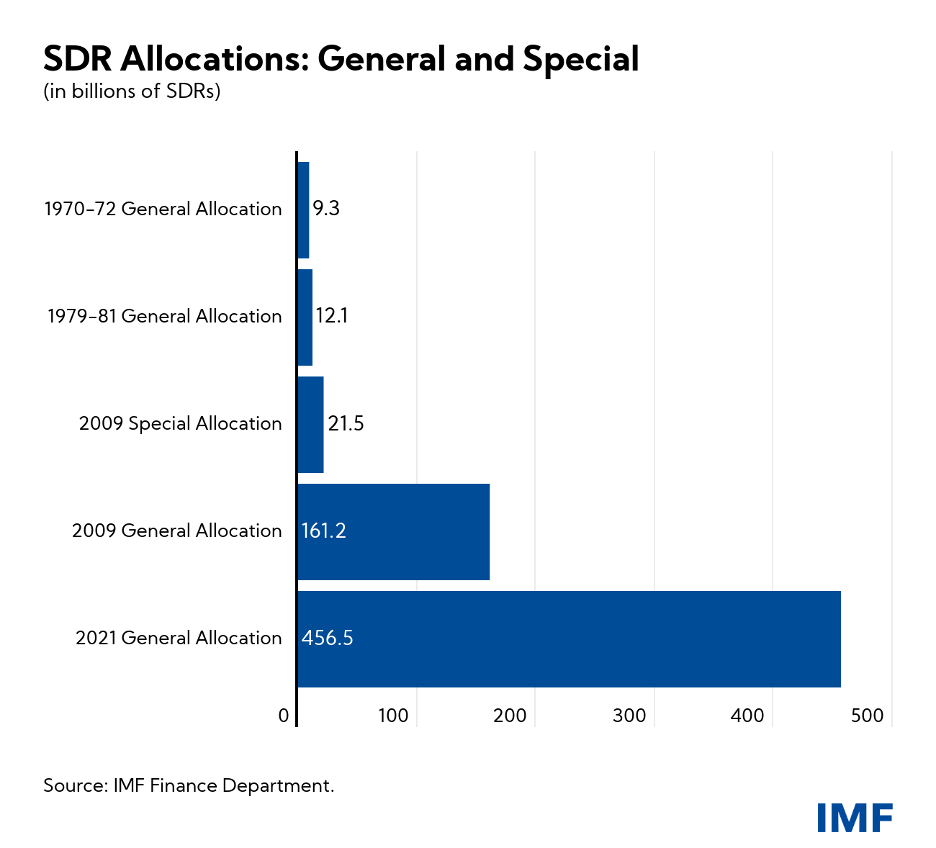 SDR Allocations: General and Special
(in billions of SDRs)
1970–72 General Allocation 9.3
1979–81 General Allocation 12.1
2009 Special Allocation 21.5
2009 General Allocation 161.2
2021 General Allocation 456.5
0 100 200 300 400 500
Source: IMF Finance Department.
IMF